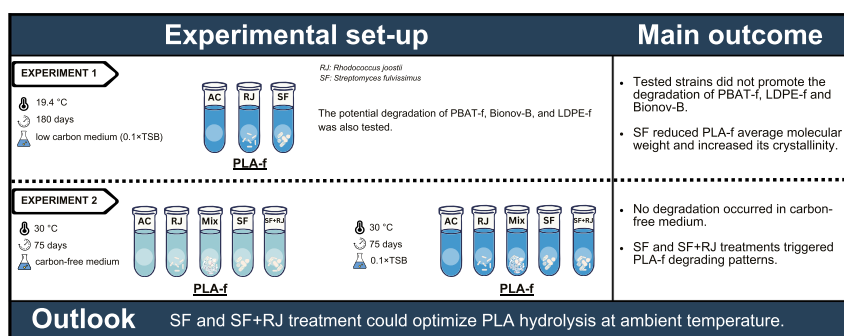 Experimental set-up
Main outcome
EXPERIMENT 1
19.4 °C
180 days
low carbon medium (0.1×TSB)
AC RJ SF
PLA-f
RJ: Rhodococcus joostii
SF: Streptomyces fulvissimus
The potential degradation of PBAT-f, Bionov-B, and LDPE-f
was also tested.
• Tested strains did not promote the
degradation of PBAT-f, LDPE-f and
Bionov-B.
• SF reduced PLA-f average molecular
weight and increased its crystallinity.
EXPERIMENT 2
30 °C
75 days
carbon-free medium
AC RJ Mix SF SF+RJ
PLA-f
30 °C
75 days
0.1×TSB
AC RJ Mix SF SF+RJ
PLA-f
• No degradation occurred in carbon-
free medium.
• SF and SF+RJ treatments triggered
PLA-f degrading patterns.
Outlook SF and SF+RJ treatment could optimize PLA hydrolysis at ambient temperature.